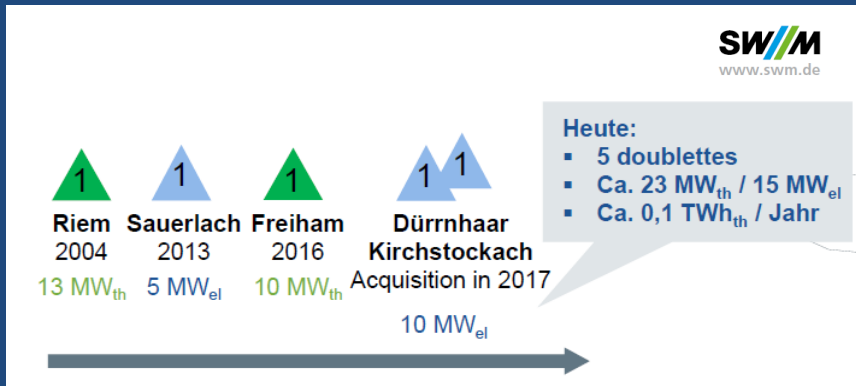 SW//M
www.swm.de
Heute:
▪ 5 doublettes
▪ Ca. 23 MWth / 15 MWel
▪ Ca. 0,1 TWhth / Jahr
1 1 1 1 1
Riem Sauerlach Freiham Dürrnhaar
2004 2013 2016 Kirchstockach
13 MWth 5 MWel 10 MWth Acquisition in 2017
10 MWel